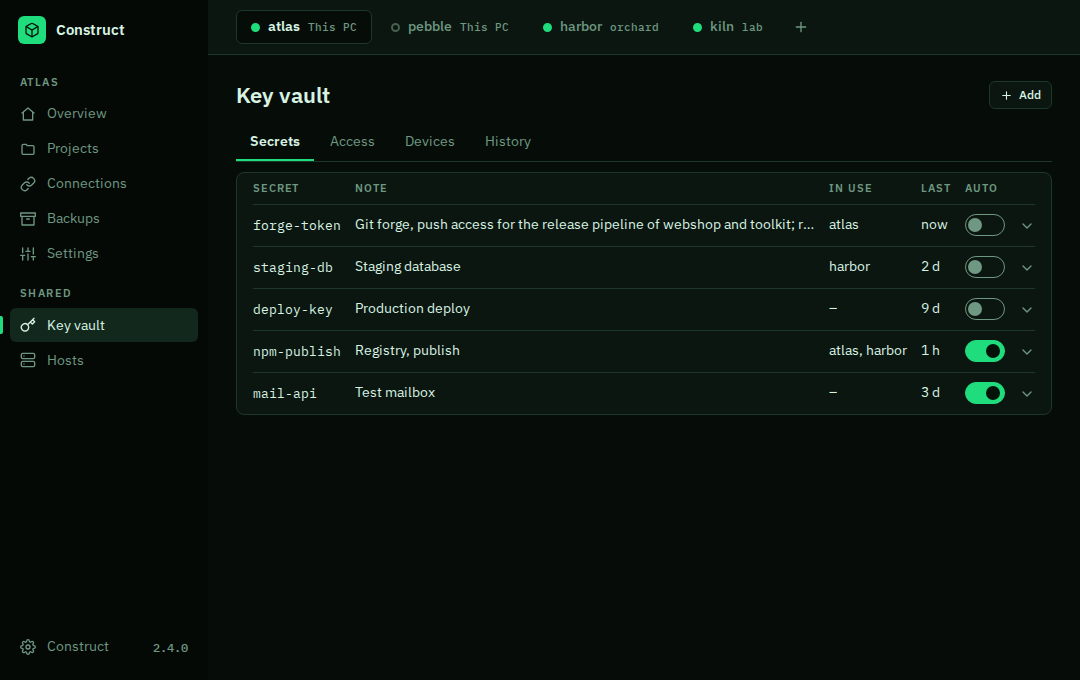 Construct
atlas This PC
pebble This PC
harbor orchard
kiln lab
ATLAS
Overview
Projects
Connections
Backups
Settings
SHARED
Key vault
Hosts
Construct 2.4.0
Key vault
Add
Secrets Access Devices History
SECRET NOTE IN USE LAST AUTO
forge-token Git forge, push access for the release pipeline of webshop and toolkit; r... atlas now
staging-db Staging database harbor 2 d
deploy-key Production deploy – 9 d
npm-publish Registry, publish atlas, harbor 1 h
mail-api Test mailbox – 3 d